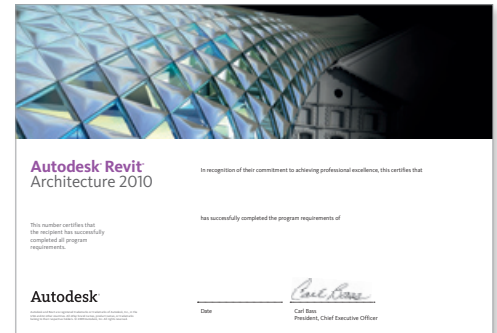 Autodesk® Revit®
Architecture 2010
In recognition of their commitment to achieving professional excellence, this certifies that
has successfully completed the program requirements of
This number certifies that
the recipient has successfully
completed all program
requirements.
Autodesk®
Carl Bass
Date
Carl Bass
President, Chief Executive Officer